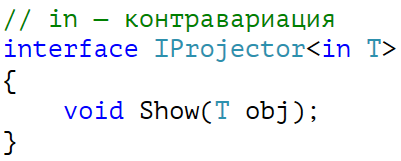 // in — контравариация
interface IProjector<in T>
{
    void Show(T obj);
}